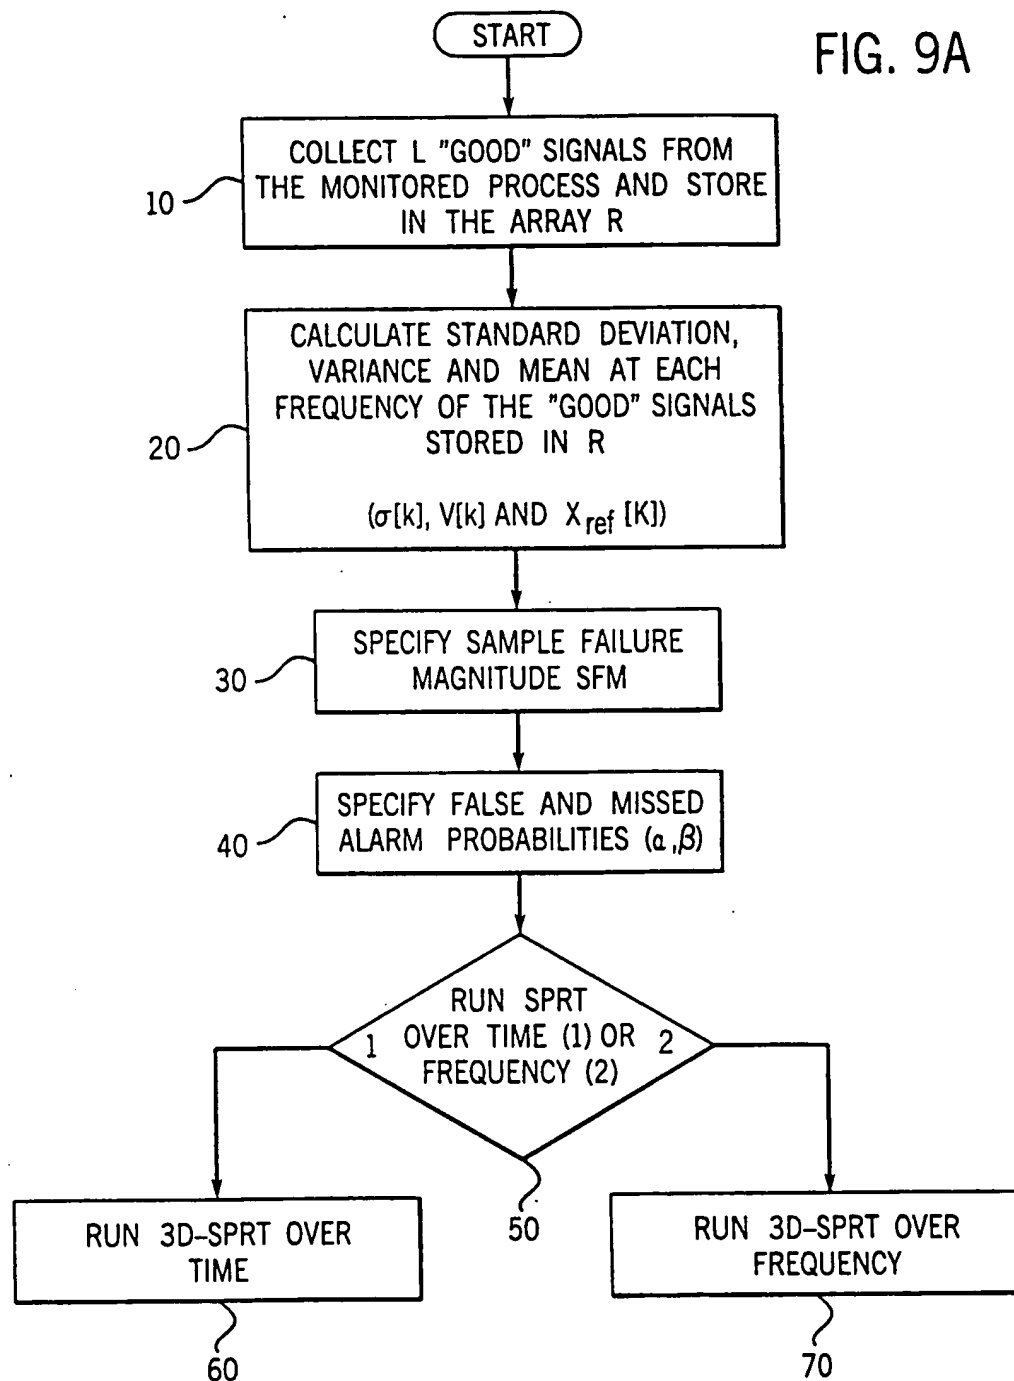 START
FIG. 9A
COLLECT L "GOOD" SIGNALS FROM
THE MONITORED PROCESS AND STORE
IN THE ARRAY R
10
CALCULATE STANDARD DEVIATION,
VARIANCE AND MEAN AT EACH
FREQUENCY OF THE "GOOD" SIGNALS
STORED IN R
(σ[k], V[k] AND Xref [K])
20
SPECIFY SAMPLE FAILURE
MAGNITUDE SFM
30
SPECIFY FALSE AND MISSED
ALARM PROBABILITIES (α,β)
40
RUN SPRT
OVER TIME (1) OR
FREQUENCY (2)
1
2
50
RUN 3D-SPRT OVER
TIME
60
RUN 3D-SPRT OVER
FREQUENCY
70